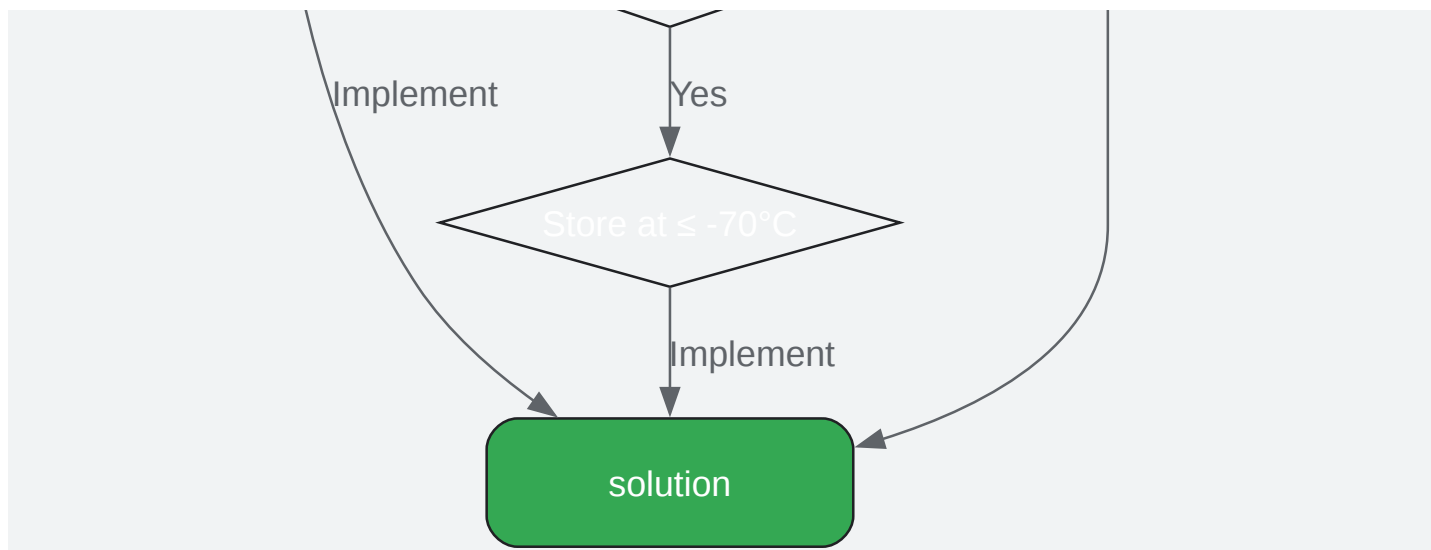 Implement
Yes
Store at ≤ -70°C
Implement
solution